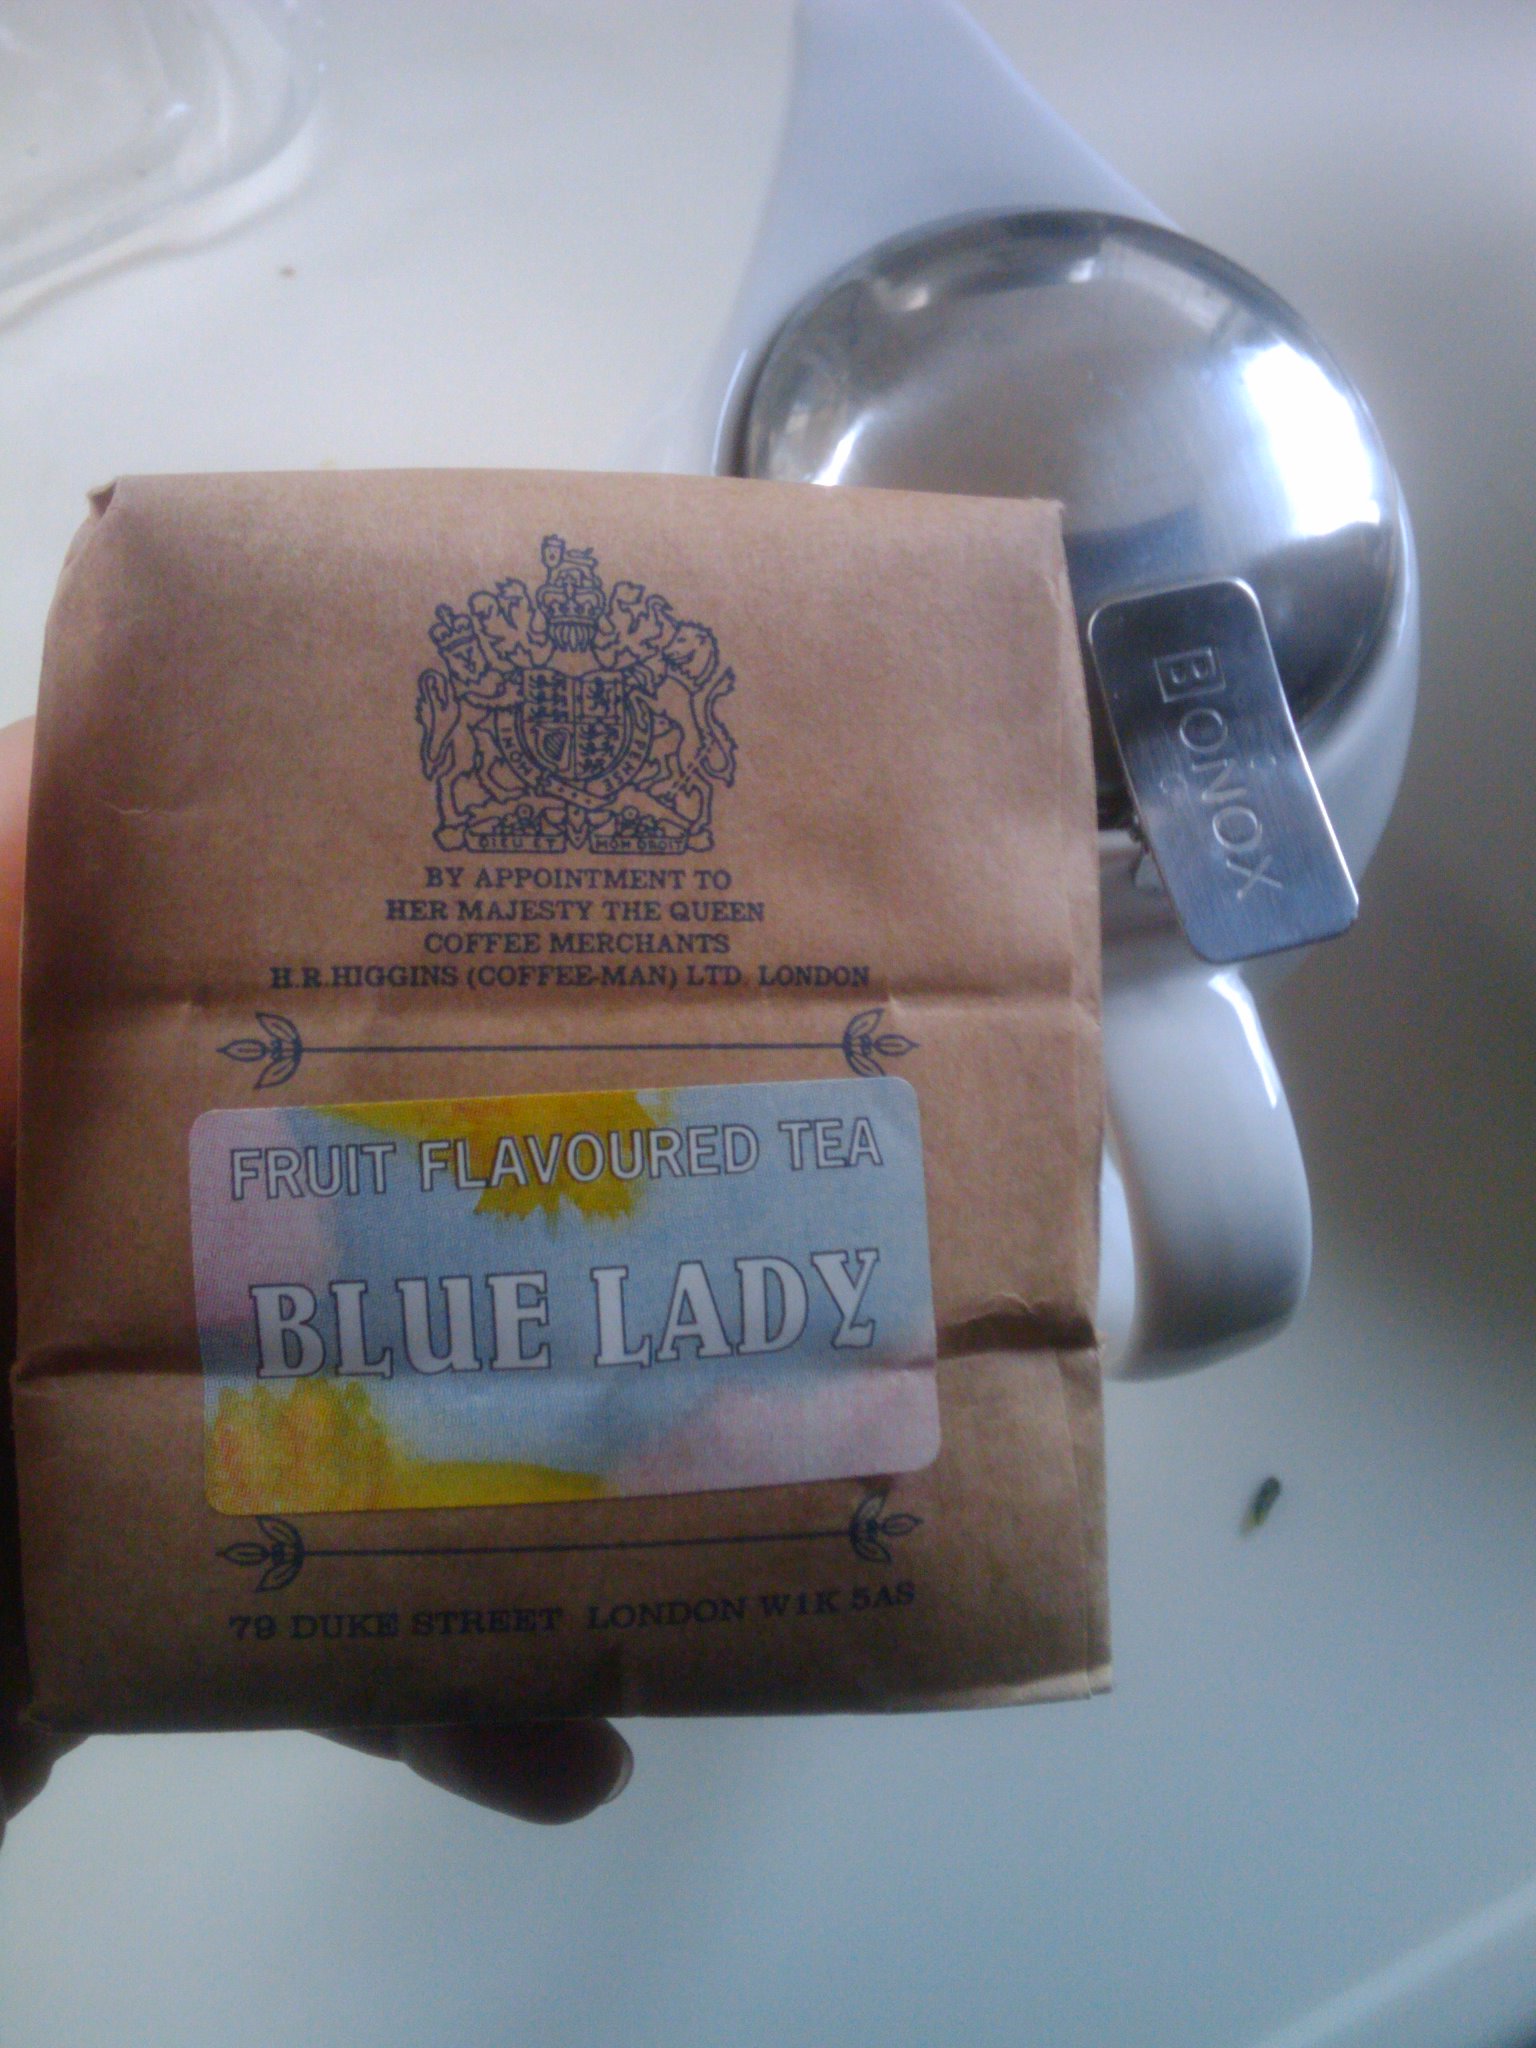 DIEU ET MON DROIT
BY APPOINTMENT TO
HER MAJESTY THE QUEEN
COFFEE MERCHANTS
H.R.HIGGINS (COFFEE-MAN) LTD. LONDON
FRUIT FLAVOURED TEA
BLUE LADY
79 DUKE STREET LONDON W1K 5AS
BONOX